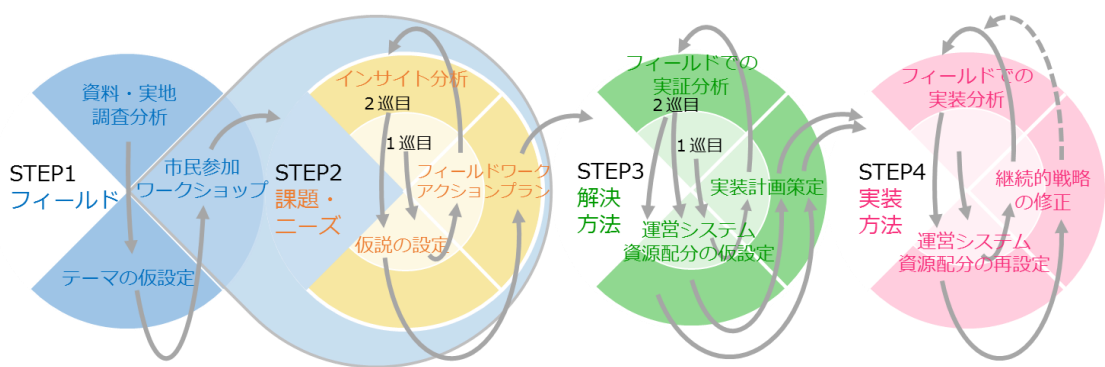 資料・実地
調査分析
STEP1
フィールド
市民参加
ワークショップ
テーマの仮設定
インサイト分析
2巡目
1巡目
STEP2
課題・
ニーズ
フィールドワーク
アクションプラン
仮説の設定
フィールドでの
実証分析
2巡目
1巡目
STEP3
解決
方法
実装計画策定
運営システム
資源配分の仮設定
フィールドでの
実装分析
STEP4
実装
方法
継続的戦略
の修正
運営システム
資源配分の再設定